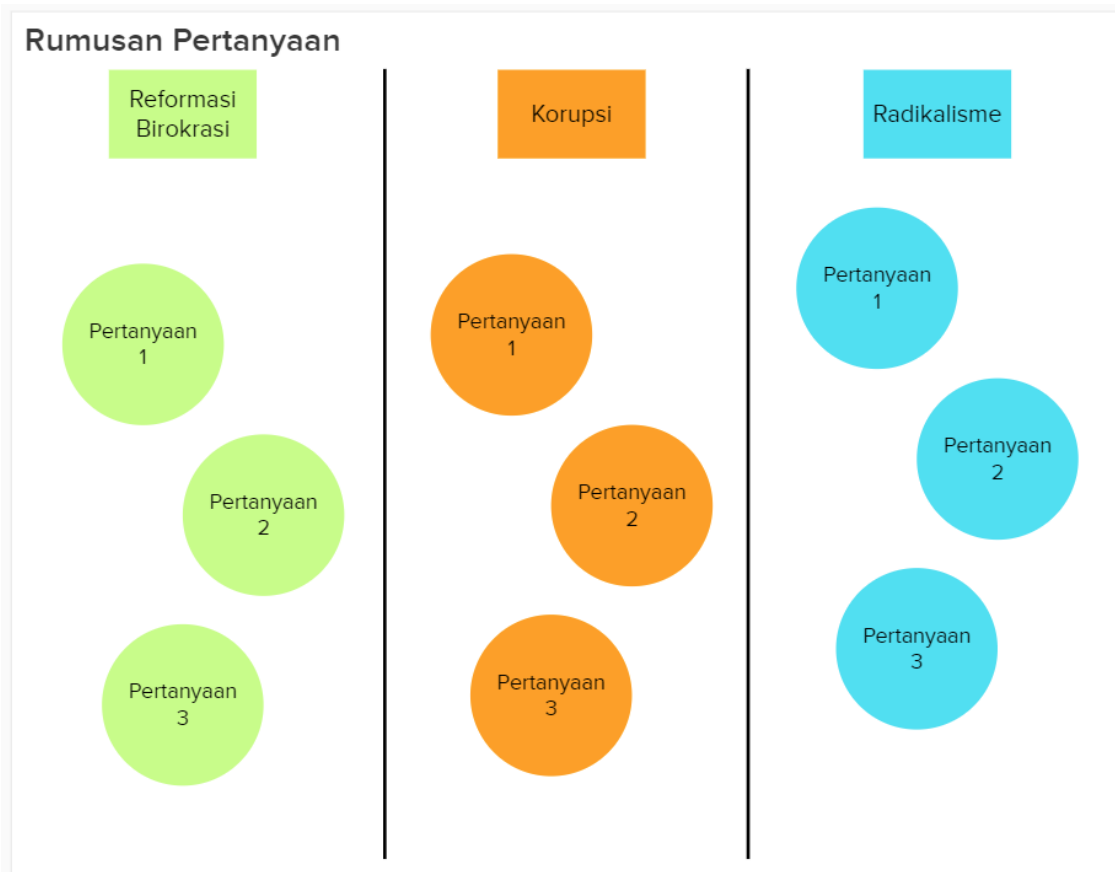 Rumusan Pertanyaan
Reformasi
Birokrasi
Pertanyaan
1
Pertanyaan
2
Pertanyaan
3
Korupsi
Pertanyaan
1
Pertanyaan
2
Pertanyaan
3
Radikalisme
Pertanyaan
1
Pertanyaan
2
Pertanyaan
3